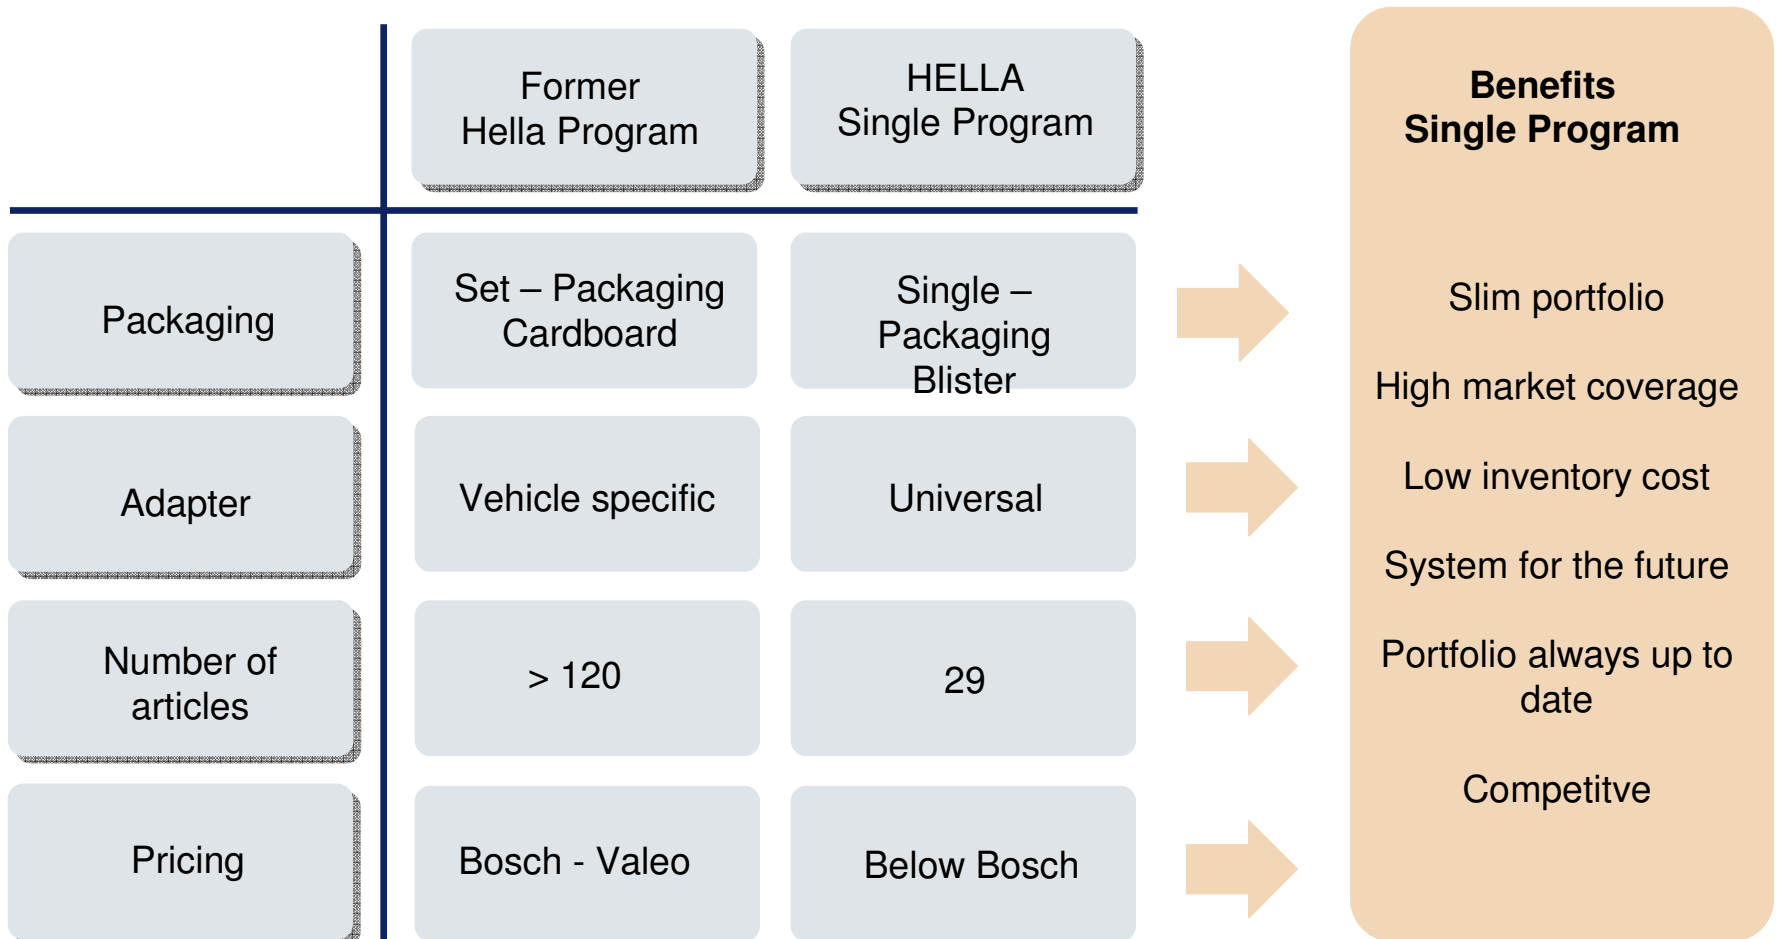 Former
Hella Program
HELLA
Single Program
Benefits
Single Program
Packaging
Set – Packaging
Cardboard
Single –
Packaging
Blister
Adapter
Vehicle specific
Universal
Number of
articles
> 120
29
Pricing
Bosch - Valeo
Below Bosch
Slim portfolio
High market coverage
Low inventory cost
System for the future
Portfolio always up to
date
Competitve